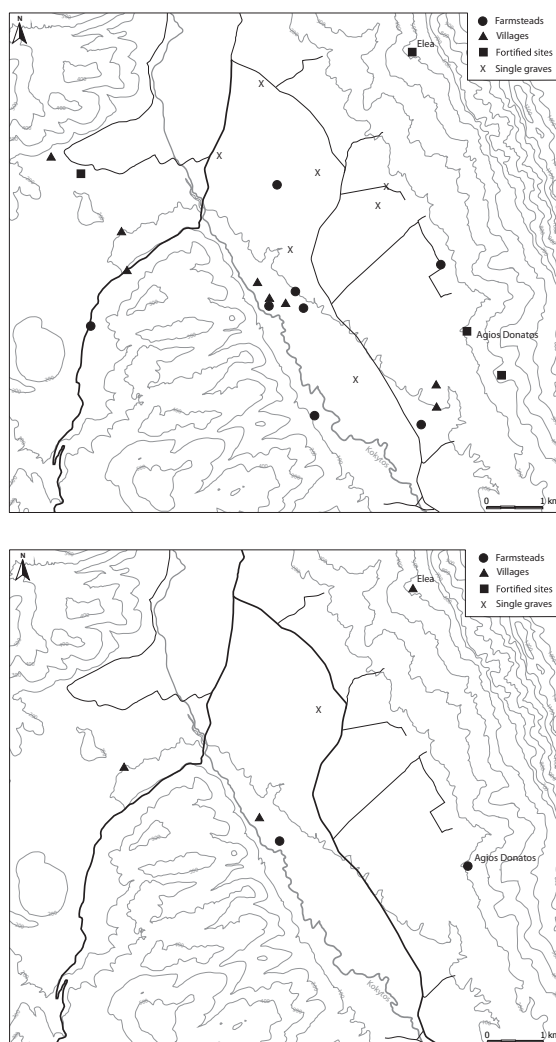 N
Farmsteads
Villages
Fortified sites
X Single graves
Elea
X
X
X
X
X
X
Agios Donatos
X
Kokytos
0 1 km
N
Farmsteads
Villages
Fortified sites
X Single graves
Elea
X
Agios Donatos
Kokytos
0 1 km